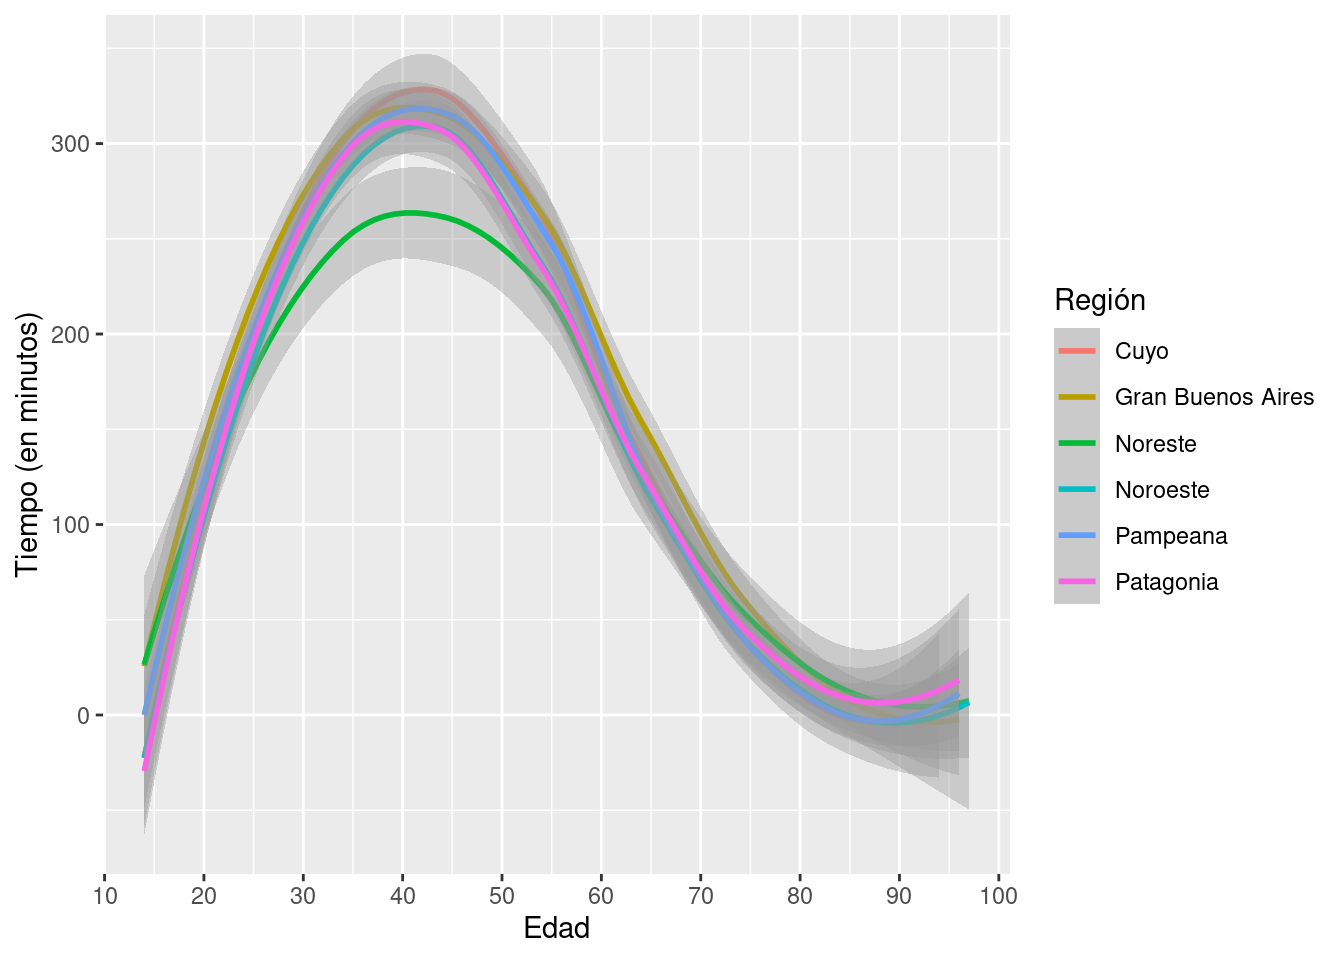 Tiempo (en minutos)
300
200
100
0
10 20 30 40 50 60 70 80 90 100
Edad
Región
Cuyo
Gran Buenos Aires
Noreste
Noroeste
Pampeana
Patagonia